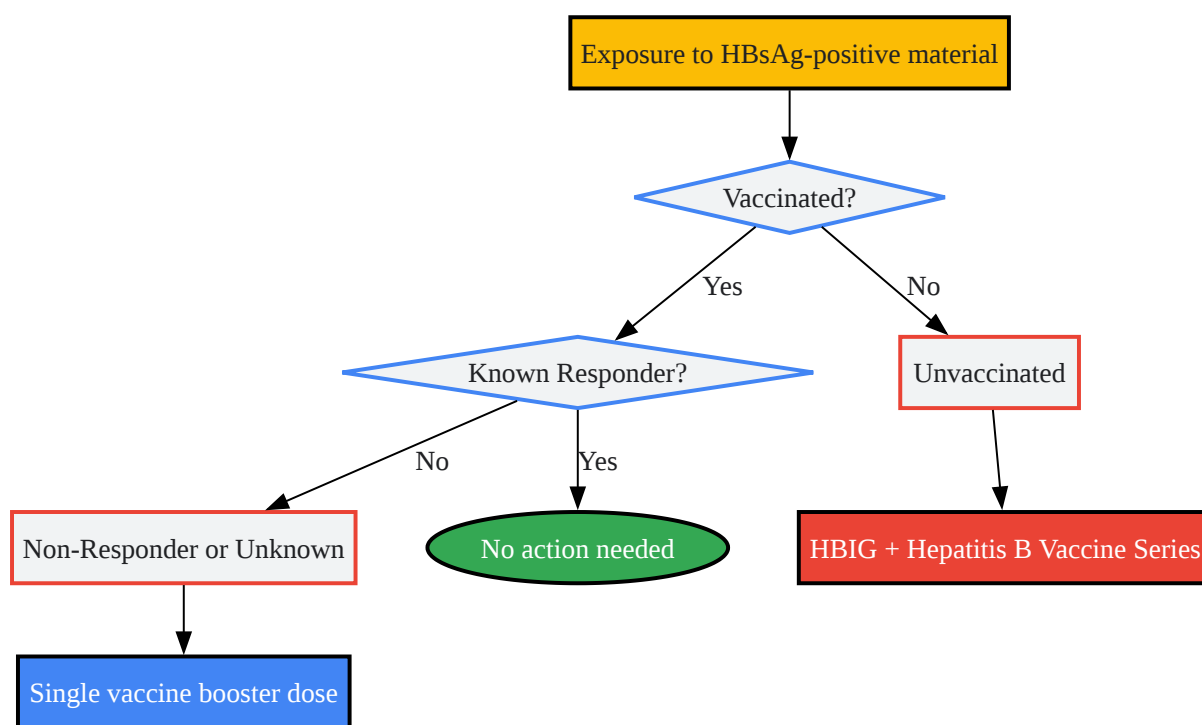 Exposure to HBsAg-positive material
Vaccinated?
Yes
No
Known Responder?
Unvaccinated
No
Yes
Non-Responder or Unknown
No action needed
HBIG + Hepatitis B Vaccine Series
Single vaccine booster dose